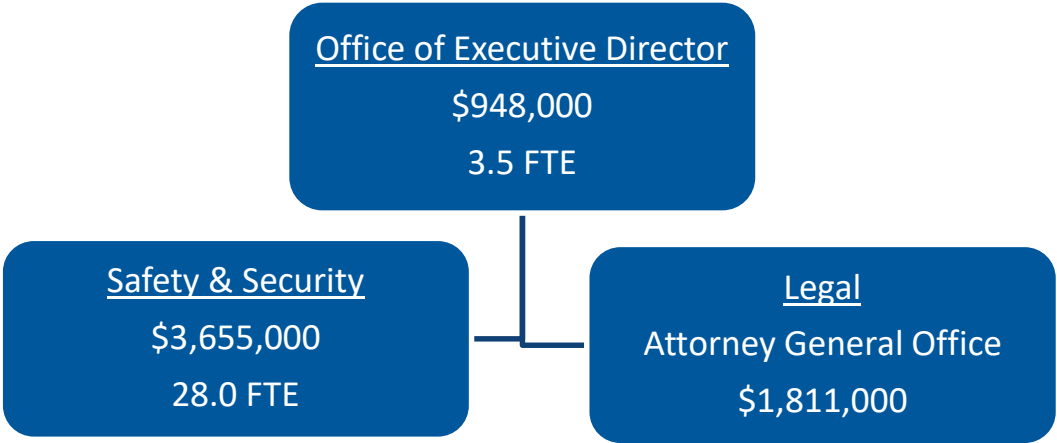 Office of Executive Director
$948,000
3.5 FTE
Safety & Security
$3,655,000
28.0 FTE
Legal
Attorney General Office
$1,811,000